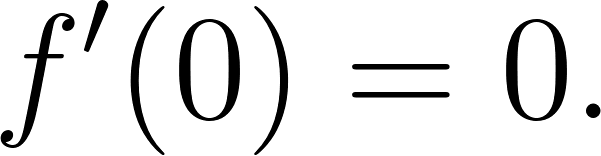 f′(0) = 0.